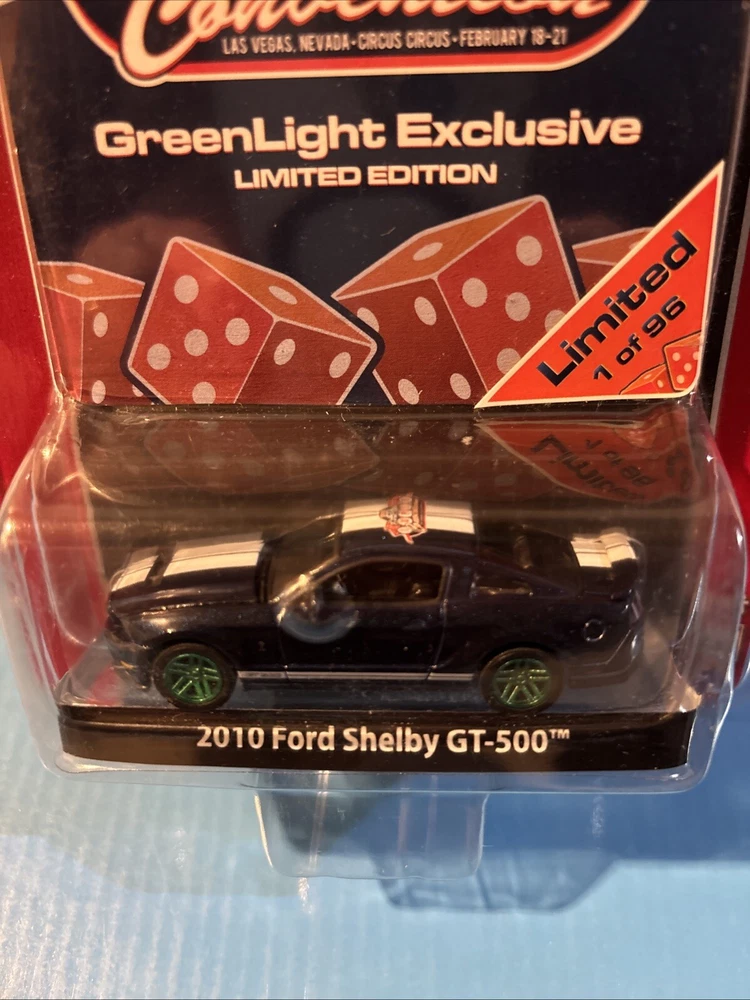 Convention
LAS VEGAS, NEVADA • CIRCUS CIRCUS • FEBRUARY 18-21
GreenLight Exclusive
LIMITED EDITION
Limited
1 of 96
2010 Ford Shelby GT-500™